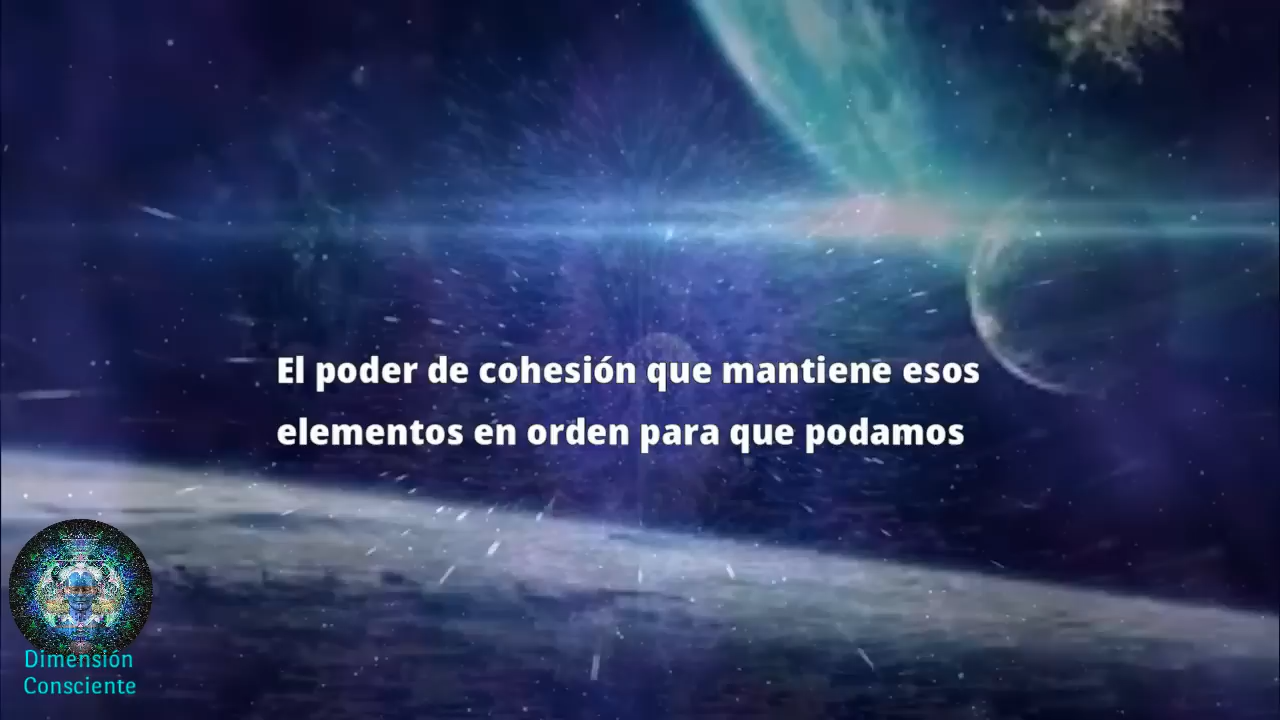 El poder de cohesión que mantiene esos
elementos en orden para que podamos
Dimensión
Consciente